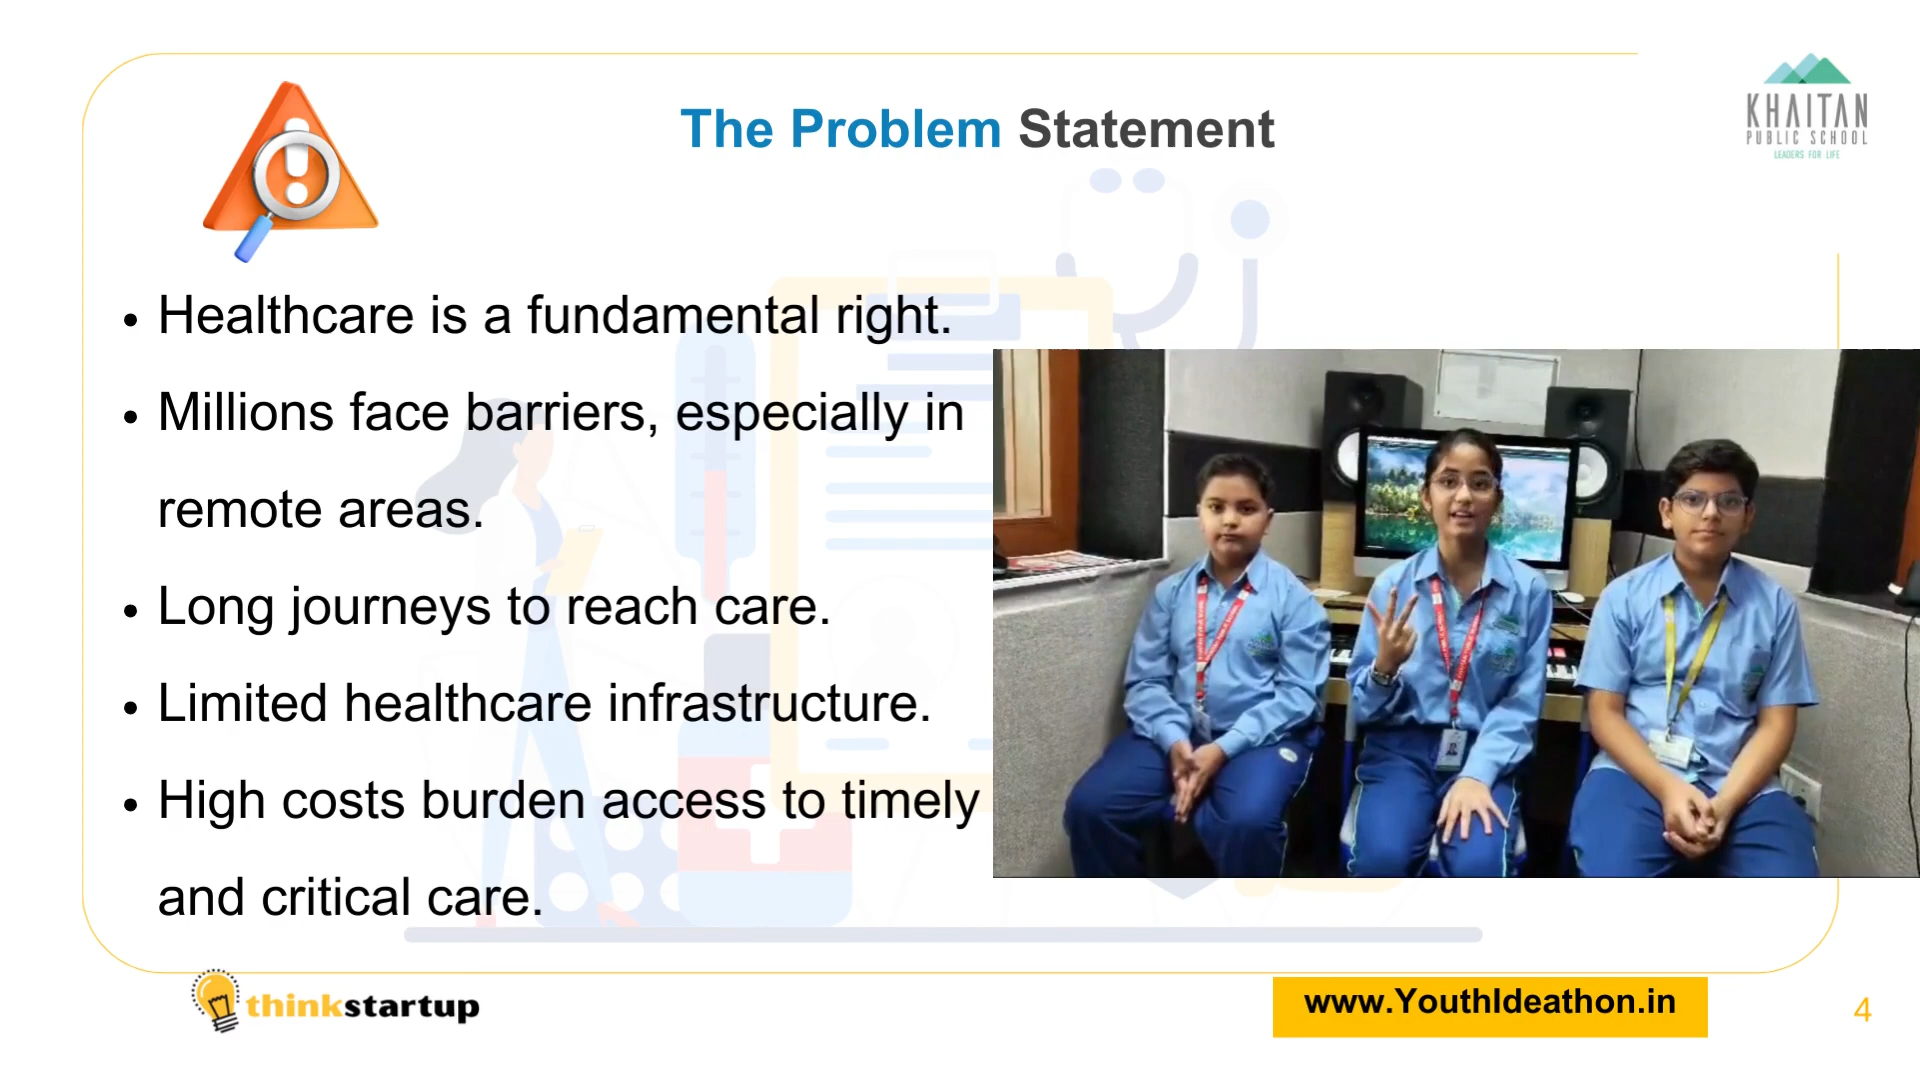 The Problem Statement
KHAITAN
PUBLIC SCHOOL
LEADERS FOR LIFE
• Healthcare is a fundamental right.
• Millions face barriers, especially in
remote areas.
• Long journeys to reach care.
• Limited healthcare infrastructure.
• High costs burden access to timely
and critical care.
thinkstartup
www.YouthIdeathon.in
4